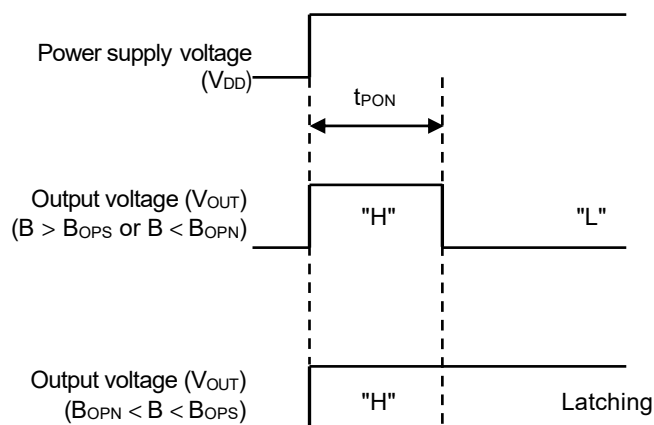 Power supply voltage
(VDD)
tPON
Output voltage (VOUT)
(B > BOPS or B < BOPN)
"H"
"L"
Output voltage (VOUT)
(BOPN < B < BOPS)
"H"
Latching